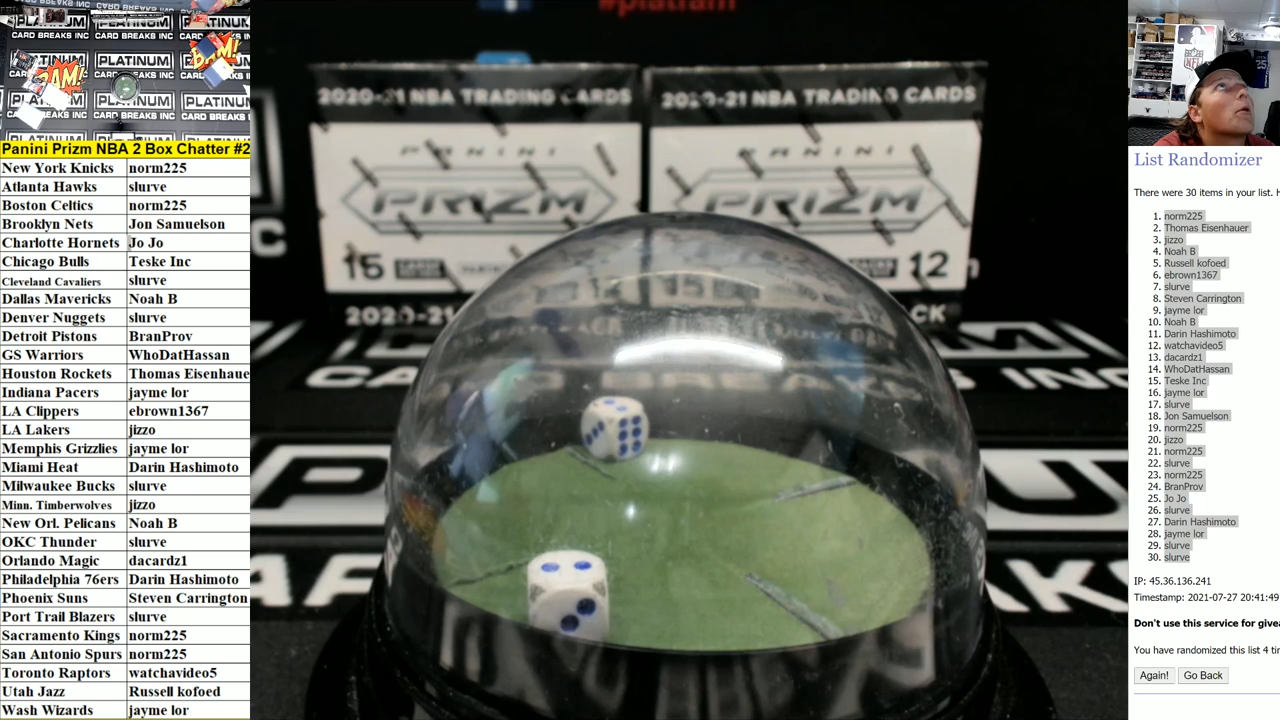 PLATINUM
CARD BREAKS INC
BAM!
BAM!
Panini Prizm NBA 2 Box Chatter #2
New York Knicks norm225
Atlanta Hawks slurve
Boston Celtics norm225
Brooklyn Nets Jon Samuelson
Charlotte Hornets Jo Jo
Chicago Bulls Teske Inc
Cleveland Cavaliers slurve
Dallas Mavericks Noah B
Denver Nuggets slurve
Detroit Pistons BranProv
GS Warriors WhoDatHassan
Houston Rockets Thomas Eisenhaue
Indiana Pacers jayme lor
LA Clippers ebrown1367
LA Lakers jizzo
Memphis Grizzlies jayme lor
Miami Heat Darin Hashimoto
Milwaukee Bucks slurve
Minn. Timberwolves jizzo
New Orl. Pelicans Noah B
OKC Thunder slurve
Orlando Magic dacardz1
Philadelphia 76ers Darin Hashimoto
Phoenix Suns Steven Carrington
Port Trail Blazers slurve
Sacramento Kings norm225
San Antonio Spurs norm225
Toronto Raptors watchavideo5
Utah Jazz Russell kofoed
Wash Wizards jayme lor
2020-21 NBA TRADING CARDS
PANINI
PRIZM
15
2020-21
2020-21 NBA TRADING CARDS
PANINI
PRIZM
12
NFL
List Randomizer
There were 30 items in your list. H
1. norm225
2. Thomas Eisenhauer
3. jizzo
4. Noah B
5. Russell kofoed
6. ebrown1367
7. slurve
8. Steven Carrington
9. jayme lor
10. Noah B
11. Darin Hashimoto
12. watchavideo5
13. dacardz1
14. WhoDatHassan
15. Teske Inc
16. jayme lor
17. slurve
18. Jon Samuelson
19. norm225
20. jizzo
21. norm225
22. slurve
23. norm225
24. BranProv
25. Jo Jo
26. slurve
27. Darin Hashimoto
28. jayme lor
29. slurve
30. slurve
IP: 45.36.136.241
Timestamp: 2021-07-27 20:41:49
Don't use this service for givea
You have randomized this list 4 tim
Again! Go Back